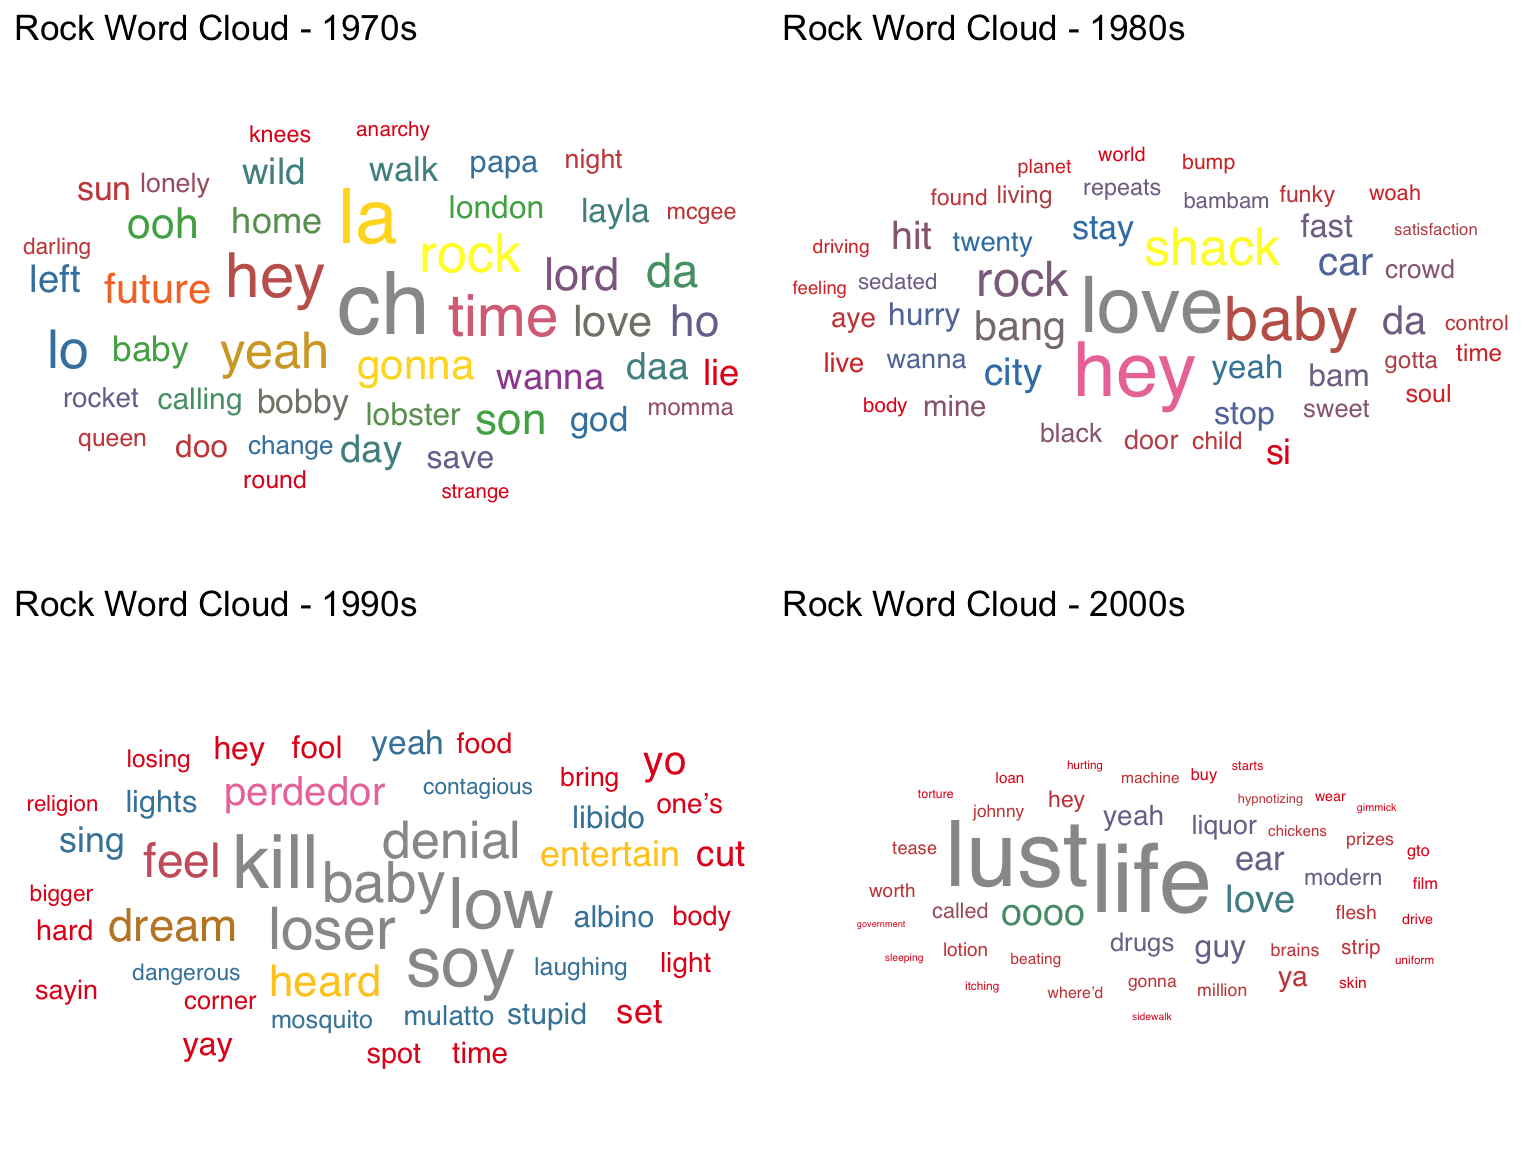 Rock Word Cloud - 1970s
knees anarchy
wild walk papa night
sun lonely
ooh home la london layla mcgee
darling
left future hey rock lord da
ch time love ho
lo baby yeah gonna wanna daa lie
rocket calling bobby lobster son god momma
queen doo change day save
round strange
Rock Word Cloud - 1980s
planet world bump
found living repeats bambam funky woah
driving hit twenty stay shack fast satisfaction
feeling sedated rock love car crowd
aye hurry bang baby da control
live wanna city hey yeah bam gotta time
body mine stop sweet soul
black door child si
Rock Word Cloud - 1990s
losing hey fool yeah food yo
religion lights perdedor contagious bring one’s
libido
sing feel kill denial entertain cut
bigger baby low
hard dream loser albino body
sayin dangerous heard soy laughing light
corner mosquito mulatto stupid set
yay spot time
Rock Word Cloud - 2000s
loan hurting machine buy starts
torture johnny hey yeah hypnotizing wear gimmick
liquor chickens prizes
tease lust life ear gto
worth modern film
called oooo love flesh drive
government
sleeping lotion beating drugs guy brains strip uniform
itching where’d gonna million ya skin
sidewalk